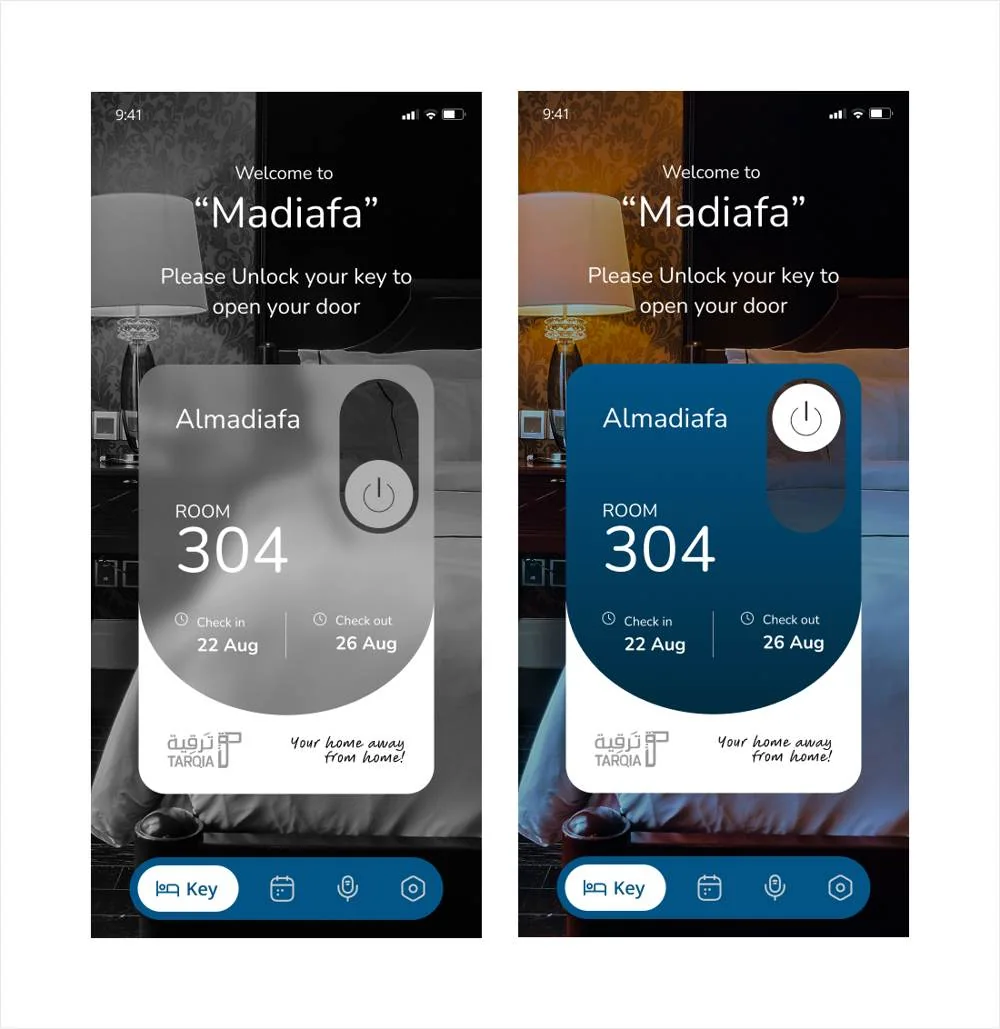 9:41
Welcome to
“Madiafa”
Please Unlock your key to
open your door
Almadiafa
ROOM
304
Check in
22 Aug
Check out
26 Aug
تَرقية
TARQIA
Your home away
from home!
Key
9:41
Welcome to
“Madiafa”
Please Unlock your key to
open your door
Almadiafa
ROOM
304
Check in
22 Aug
Check out
26 Aug
تَرقية
TARQIA
Your home away
from home!
Key